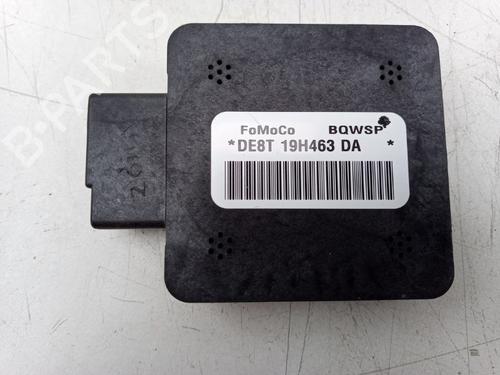 B-PARTS
FoMoCo BQWSP
*DE8T 19H463 DA *